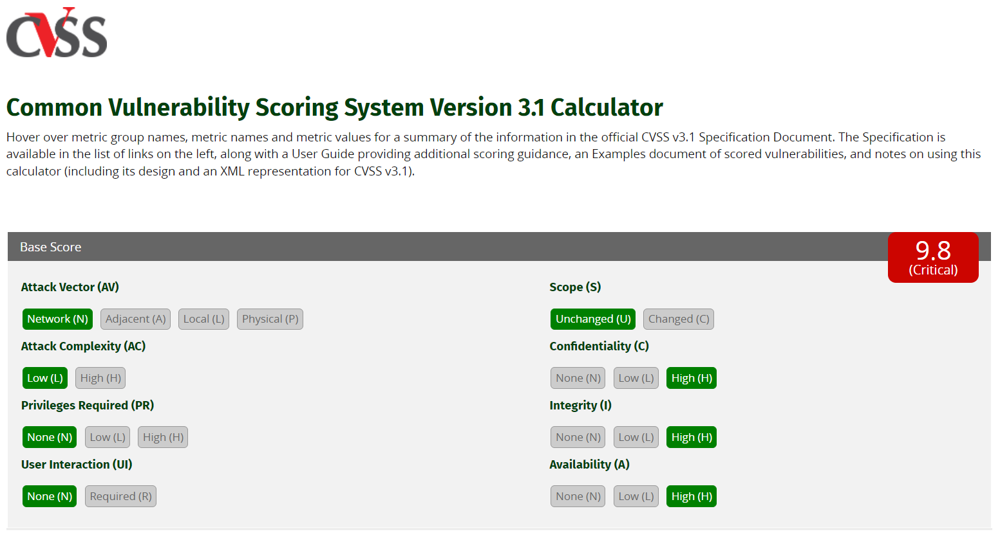 CVSS
Common Vulnerability Scoring System Version 3.1 Calculator
Hover over metric group names, metric names and metric values for a summary of the information in the official CVSS v3.1 Specification Document. The Specification is
available in the list of links on the left, along with a User Guide providing additional scoring guidance, an Examples document of scored vulnerabilities, and notes on using this
calculator (including its design and an XML representation for CVSS v3.1).
Base Score
9.8
(Critical)
Attack Vector (AV)
Network (N) Adjacent (A) Local (L) Physical (P)
Attack Complexity (AC)
Low (L) High (H)
Privileges Required (PR)
None (N) Low (L) High (H)
User Interaction (UI)
None (N) Required (R)
Scope (S)
Unchanged (U) Changed (C)
Confidentiality (C)
None (N) Low (L) High (H)
Integrity (I)
None (N) Low (L) High (H)
Availability (A)
None (N) Low (L) High (H)